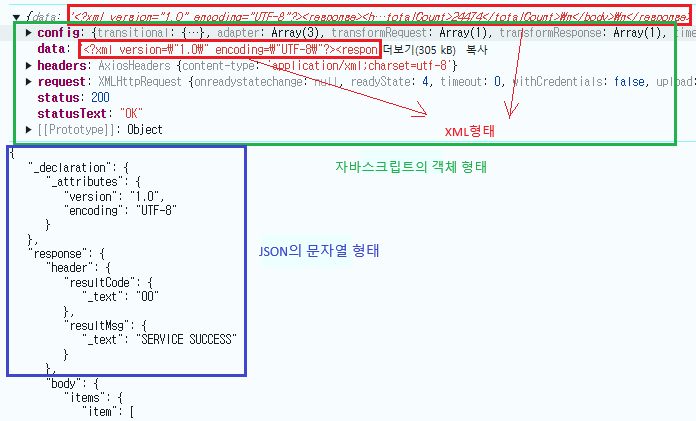 ▼ {data: '<?xml version="1.0" encoding="UTF-8"?><response><h…totalCount>24474</totalCount>₩n</body>₩n</response>
▶ config: {transitional: {…}, adapter: Array(3), transformRequest: Array(1), transformResponse: Array(1), time
data: "<?xml version=₩"1.0₩" encoding=₩"UTF-8₩"?><respon 더보기(305 kB) 복사
▶ headers: AxiosHeaders {content-type: 'application/xml;charset=utf-8'}
▶ request: XMLHttpRequest {onreadystatechange: null, readyState: 4, timeout: 0, withCredentials: false, upload:
status: 200
statusText: "OK"
▶ [[Prototype]]: Object
XML형태
자바스크립트의 객체 형태
{
"_declaration": {
"_attributes": {
"version": "1.0",
"encoding": "UTF-8"
}
},
"response": {
JSON의 문자열 형태
"header": {
"resultCode": {
"_text": "00"
},
"resultMsg": {
"_text": "SERVICE SUCCESS"
}
},
"body": {
"items": {
"item": [